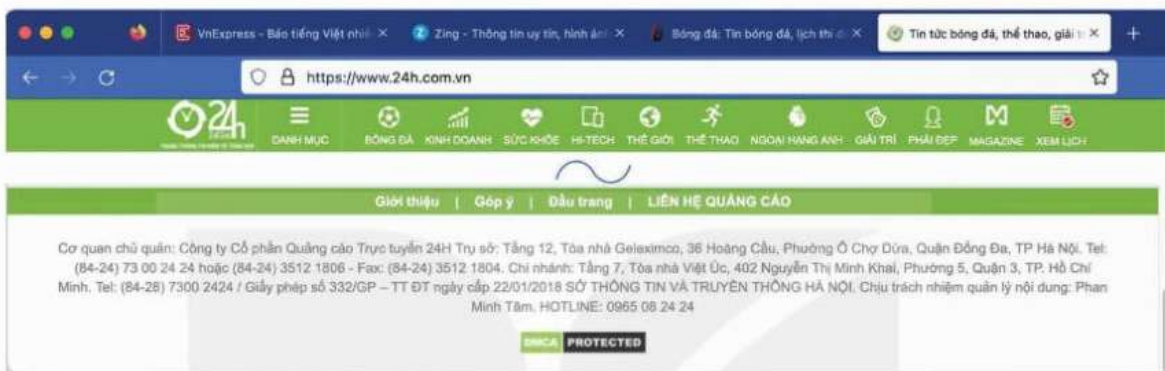 VnExpress - Báo tiếng Việt nhiề
Zing - Thông tin uy tín, hình ảnh
Bóng đá: Tin bóng đá, lịch thi đ
Tin tức bóng đá, thể thao, giải t
https://www.24h.com.vn
24h
DANH MỤC BÓNG ĐÁ KINH DOANH SỨC KHỎE HI-TECH THẾ GIỚI THỂ THAO NGOẠI HẠNG ANH GIẢI TRÍ PHÁI ĐẸP MAGAZINE XEM LỊCH
Giới thiệu | Góp ý | Đầu trang | LIÊN HỆ QUẢNG CÁO
Cơ quan chủ quản: Công ty Cổ phần Quảng cáo Trực tuyến 24H Trụ sở: Tầng 12, Tòa nhà Geleximco, 36 Hoàng Cầu, Phường Ô Chợ Dừa, Quận Đống Đa, TP Hà Nội. Tel:
(84-24) 73 00 24 24 hoặc (84-24) 3512 1806 - Fax: (84-24) 3512 1804. Chi nhánh: Tầng 7, Tòa nhà Việt Úc, 402 Nguyễn Thị Minh Khai, Phường 5, Quận 3, TP. Hồ Chí
Minh. Tel: (84-28) 7300 2424 / Giấy phép số 332/GP – TT ĐT ngày cấp 22/01/2018 SỞ THÔNG TIN VÀ TRUYỀN THÔNG HÀ NỘI. Chịu trách nhiệm quản lý nội dung: Phan
Minh Tâm. HOTLINE: 0965 08 24 24
DMCA PROTECTED